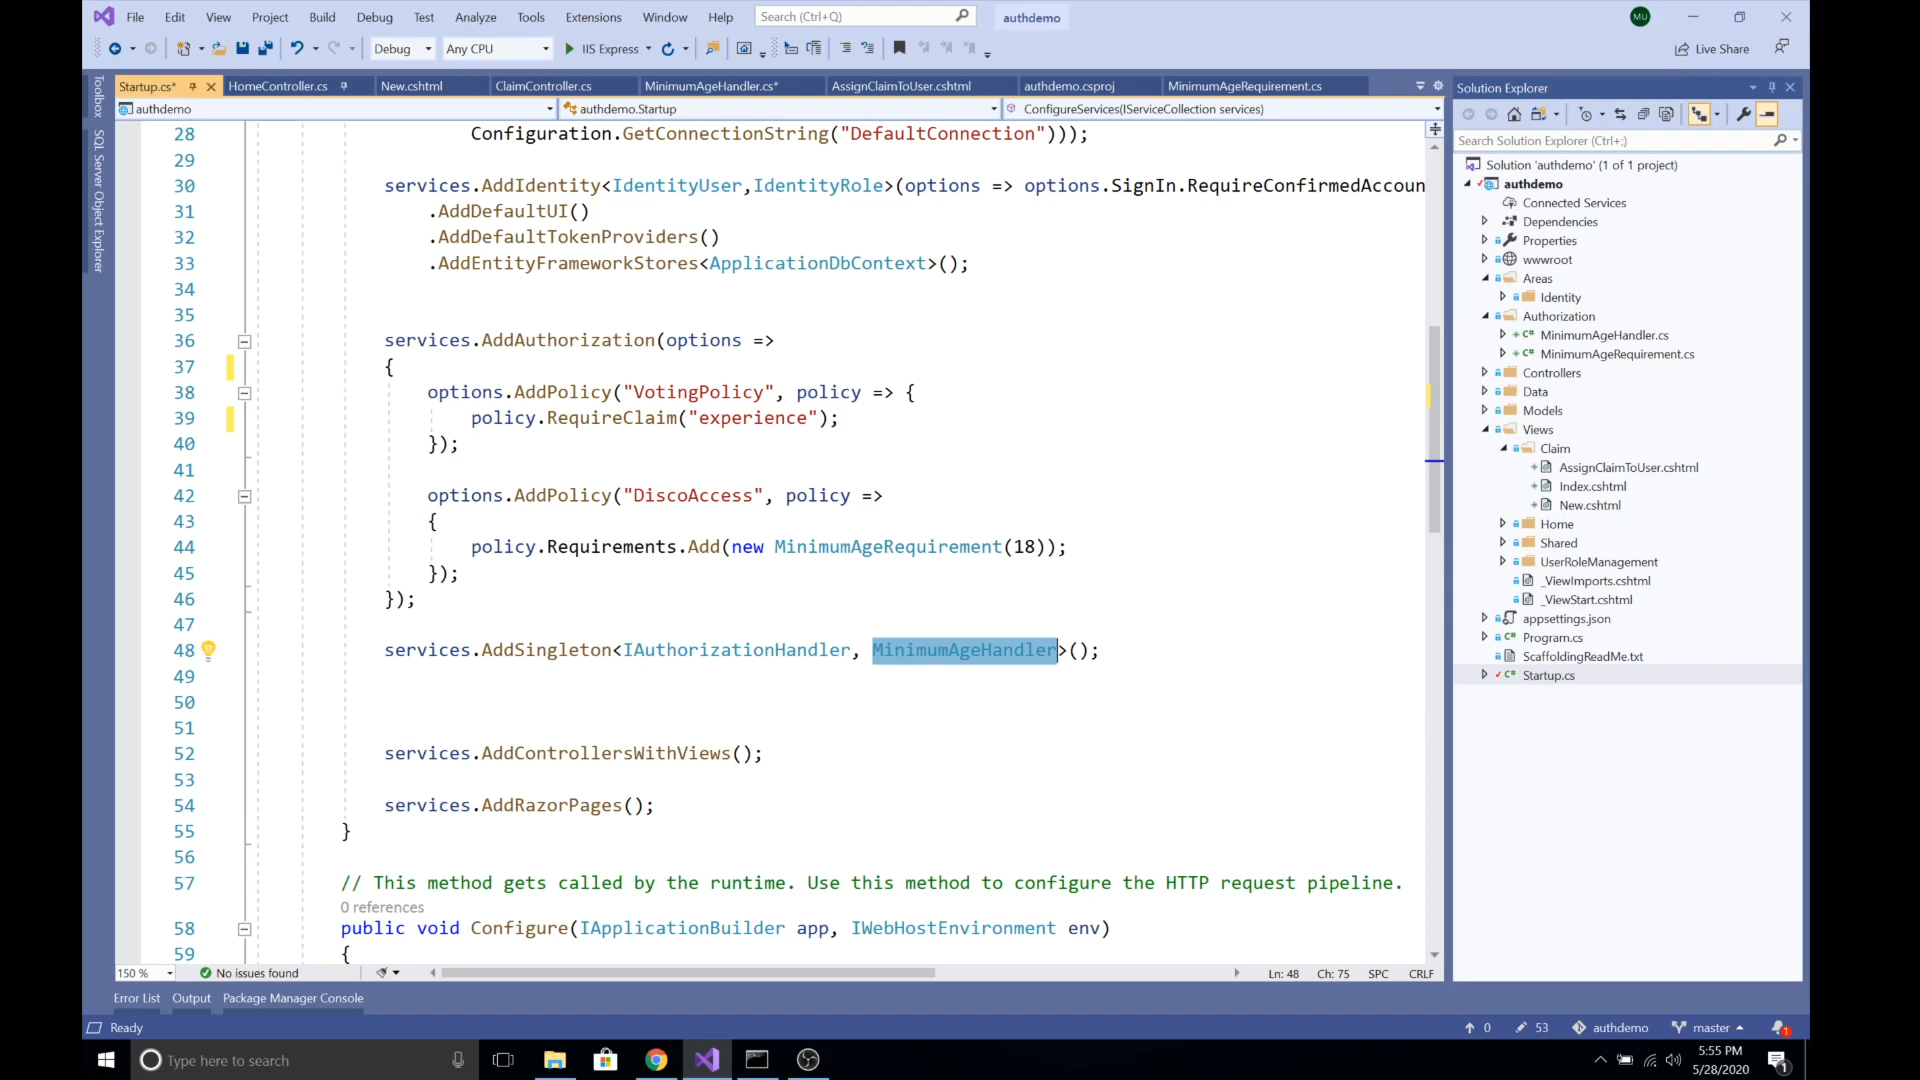 File Edit View Project Build Debug Test Analyze Tools Extensions Window Help Search (Ctrl+Q) authdemo MU
Debug Any CPU IIS Express Live Share
Startup.cs* HomeController.cs New.cshtml ClaimController.cs MinimumAgeHandler.cs* AssignClaimToUser.cshtml authdemo.csproj MinimumAgeRequirement.cs
authdemo authdemo.Startup ConfigureServices(IServiceCollection services)
Toolbox
SQL Server Object Explorer
28 Configuration.GetConnectionString("DefaultConnection")));
29
30 services.AddIdentity<IdentityUser,IdentityRole>(options => options.SignIn.RequireConfirmedAccoun
31 .AddDefaultUI()
32 .AddDefaultTokenProviders()
33 .AddEntityFrameworkStores<ApplicationDbContext>();
34
35
36 services.AddAuthorization(options =>
37 {
38 options.AddPolicy("VotingPolicy", policy => {
39 policy.RequireClaim("experience");
40 });
41
42 options.AddPolicy("DiscoAccess", policy =>
43 {
44 policy.Requirements.Add(new MinimumAgeRequirement(18));
45 });
46 });
47
48 services.AddSingleton<IAuthorizationHandler, MinimumAgeHandler>();
49
50
51
52 services.AddControllersWithViews();
53
54 services.AddRazorPages();
55 }
56
57 // This method gets called by the runtime. Use this method to configure the HTTP request pipeline.
0 references
58 public void Configure(IApplicationBuilder app, IWebHostEnvironment env)
59 {
150 % No issues found Ln: 48 Ch: 75 SPC CRLF
Solution Explorer
Search Solution Explorer (Ctrl+;)
Solution 'authdemo' (1 of 1 project)
authdemo
Connected Services
Dependencies
Properties
wwwroot
Areas
Identity
Authorization
C# MinimumAgeHandler.cs
C# MinimumAgeRequirement.cs
Controllers
Data
Models
Views
Claim
AssignClaimToUser.cshtml
Index.cshtml
New.cshtml
Home
Shared
UserRoleManagement
_ViewImports.cshtml
_ViewStart.cshtml
appsettings.json
C# Program.cs
ScaffoldingReadMe.txt
C# Startup.cs
Error List Output Package Manager Console
Ready 0 53 authdemo master 1
Type here to search 5:55 PM
5/28/2020 1